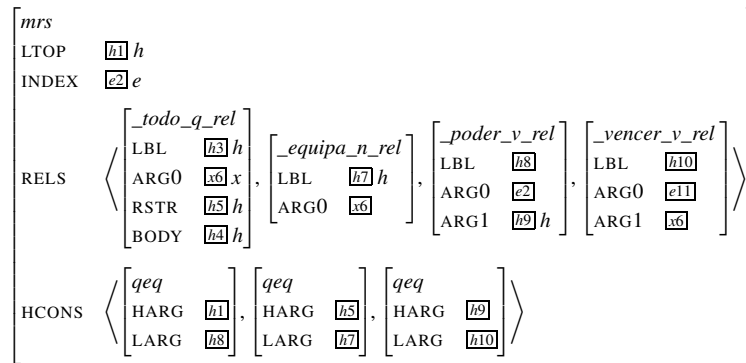 mrs
LTOP h1 h
INDEX e2 e
RELS ⟨ [ _todo_q_rel LBL h3 h ARG0 x6 x RSTR h5 h BODY h4 h ], [ _equipa_n_rel LBL h7 h ARG0 x6 ], [ _poder_v_rel LBL h8 ARG0 e2 ARG1 h9 h ], [ _vencer_v_rel LBL h10 ARG0 e11 ARG1 x6 ] ⟩
HCONS ⟨ [ qeq HARG h1 LARG h8 ], [ qeq HARG h5 LARG h7 ], [ qeq HARG h9 LARG h10 ] ⟩